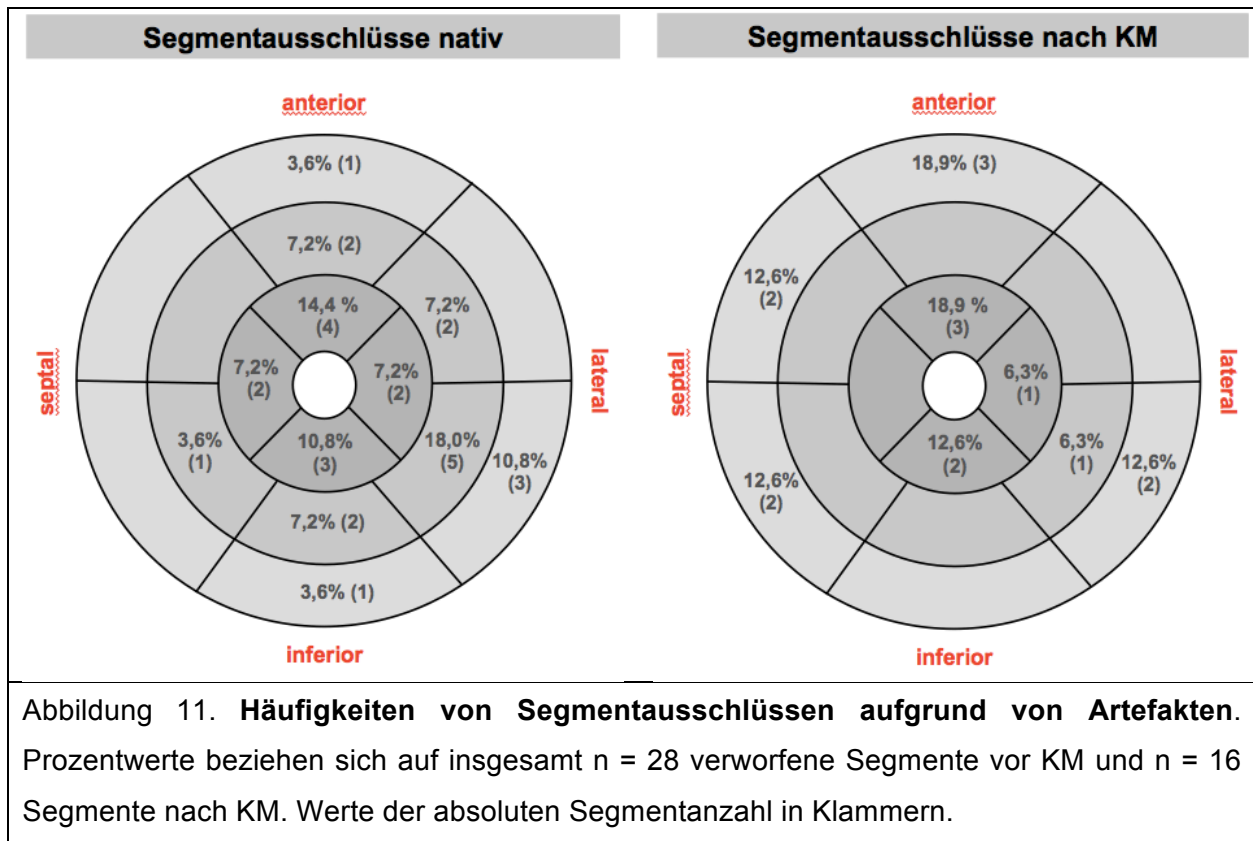 Segmentausschlüsse nativ
anterior
3,6% (1)
7,2% (2)
14,4 %
(4)
7,2%
(2)
7,2%
(2)
7,2%
(2)
septal
lateral
3,6%
(1)
10,8%
(3)
18,0%
(5)
10,8%
(3)
7,2% (2)
3,6% (1)
inferior
Segmentausschlüsse nach KM
anterior
18,9% (3)
12,6%
(2)
18,9 %
(3)
6,3%
(1)
septal
lateral
12,6%
(2)
12,6%
(2)
6,3%
(1)
12,6%
(2)
inferior
Abbildung 11. Häufigkeiten von Segmentausschlüssen aufgrund von Artefakten.
Prozentwerte beziehen sich auf insgesamt n = 28 verworfene Segmente vor KM und n = 16
Segmente nach KM. Werte der absoluten Segmentanzahl in Klammern.